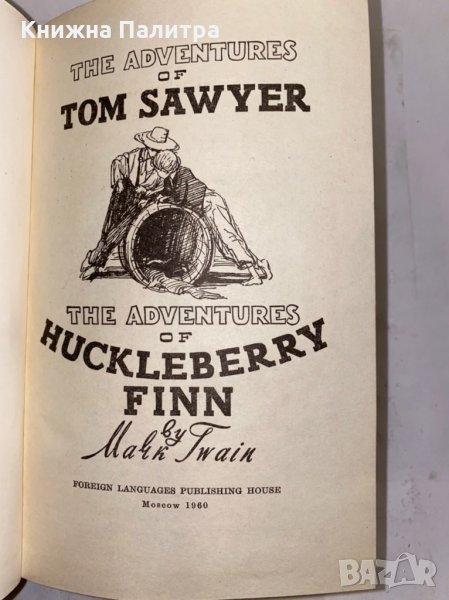 Книжна Палитра
THE ADVENTURES
OF
TOM SAWYER
THE ADVENTURES
OF
HUCKLEBERRY
FINN
by
Mark Twain
FOREIGN LANGUAGES PUBLISHING HOUSE
Moscow 1960
BAZAR